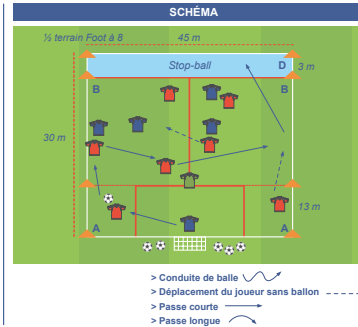 SCHÉMA
½ terrain Foot à 8
45 m
Stop-ball
D
3 m
B
B
30 m
13 m
A
A
> Conduite de balle
> Déplacement du joueur sans ballon
> Passe courte
> Passe longue